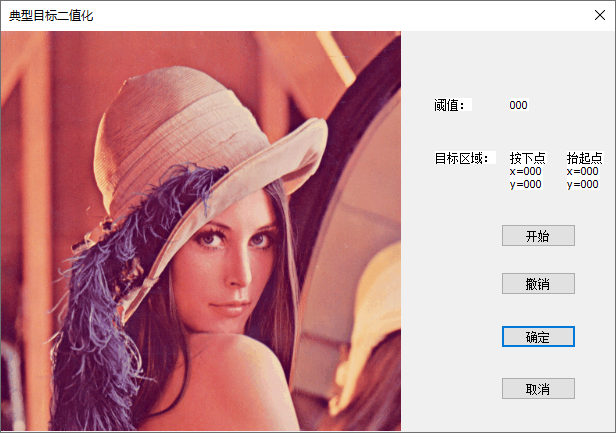 典型目标二值化
阈值: 000
目标区域: 按下点 抬起点
x=000 x=000
y=000 y=000
开始
撤销
确定
取消